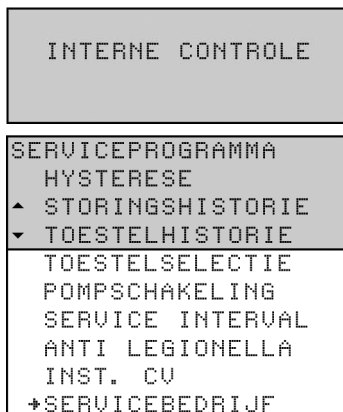 INTERNE CONTROLE
SERVICEPROGRAMMA
HYSTERESE
STORINGSHISTORIE
TOESTELHISTORIE
TOESTELSELECTIE
POMPSCHAKELING
SERVICE INTERVAL
ANTI LEGIONELLA
INST. CV
SERVICEBEDRIJF